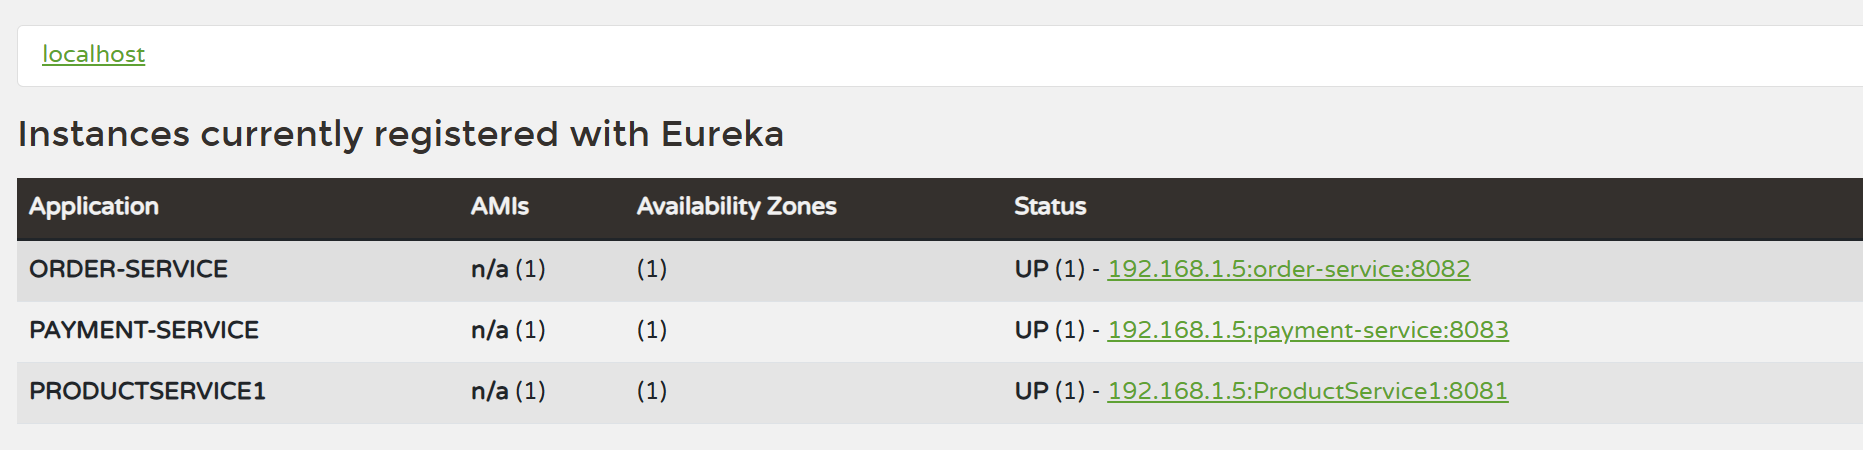 localhost
Instances currently registered with Eureka
Application AMIs Availability Zones Status
ORDER-SERVICE n/a (1) (1) UP (1) - 192.168.1.5:order-service:8082
PAYMENT-SERVICE n/a (1) (1) UP (1) - 192.168.1.5:payment-service:8083
PRODUCTSERVICE1 n/a (1) (1) UP (1) - 192.168.1.5:ProductService1:8081